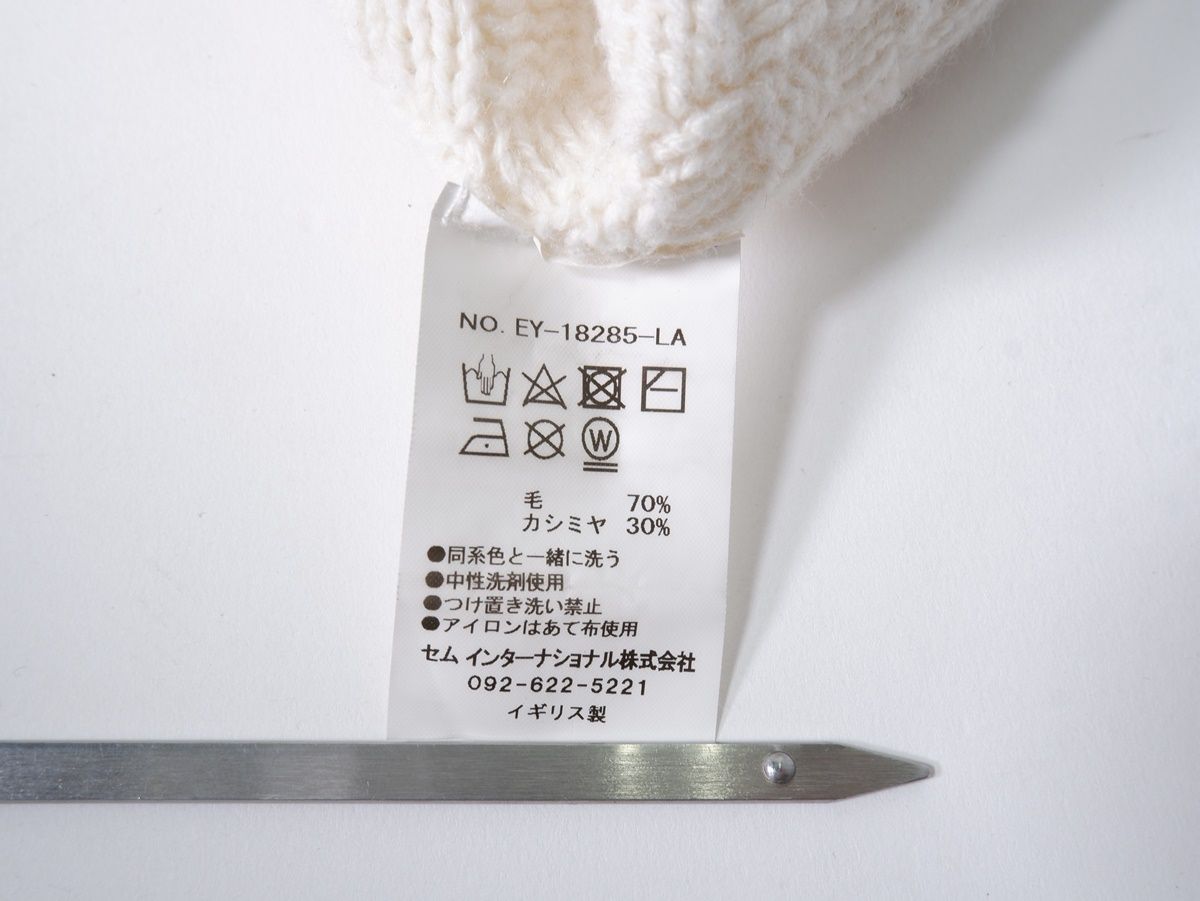 NO. EY-18285-LA
W
毛 70%
カシミヤ 30%
●同系色と一緒に洗う
●中性洗剤使用
●つけ置き洗い禁止
●アイロンはあて布使用
セム インターナショナル株式会社
092-622-5221
イギリス製